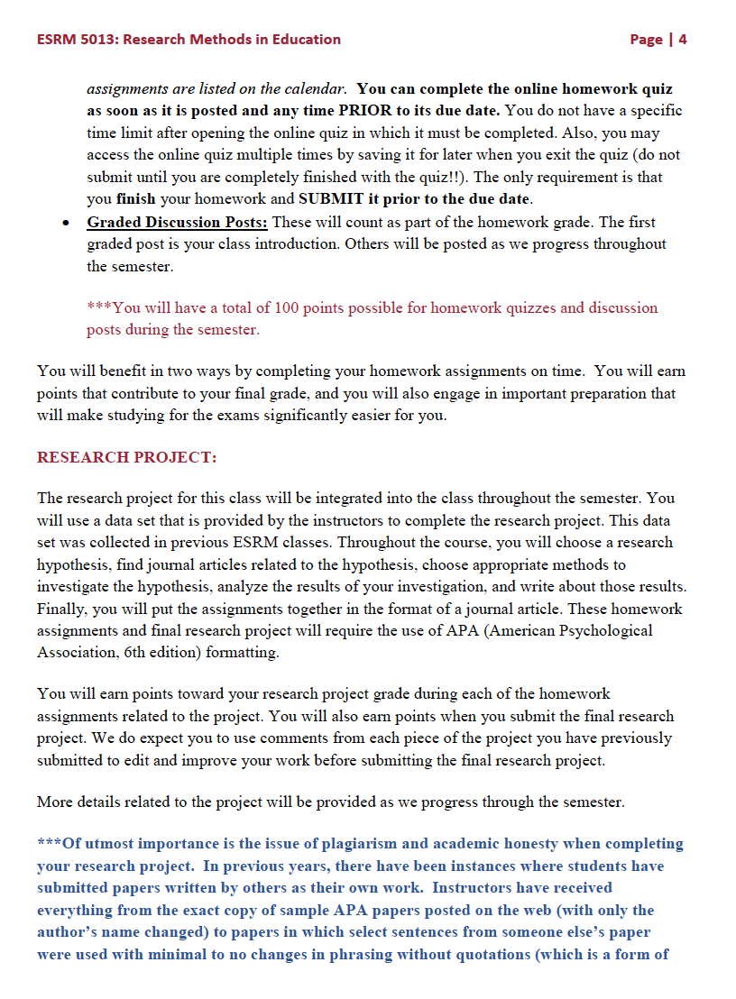 ESRM 5013: Research Methods in Education Page | 4
assignments are listed on the calendar. You can complete the online homework quiz
as soon as it is posted and any time PRIOR to its due date. You do not have a specific
time limit after opening the online quiz in which it must be completed. Also, you may
access the online quiz multiple times by saving it for later when you exit the quiz (do not
submit until you are completely finished with the quiz!!). The only requirement is that
you finish your homework and SUBMIT it prior to the due date.
• Graded Discussion Posts: These will count as part of the homework grade. The first
graded post is your class introduction. Others will be posted as we progress throughout
the semester.
***You will have a total of 100 points possible for homework quizzes and discussion
posts during the semester.
You will benefit in two ways by completing your homework assignments on time. You will earn
points that contribute to your final grade, and you will also engage in important preparation that
will make studying for the exams significantly easier for you.
RESEARCH PROJECT:
The research project for this class will be integrated into the class throughout the semester. You
will use a data set that is provided by the instructors to complete the research project. This data
set was collected in previous ESRM classes. Throughout the course, you will choose a research
hypothesis, find journal articles related to the hypothesis, choose appropriate methods to
investigate the hypothesis, analyze the results of your investigation, and write about those results.
Finally, you will put the assignments together in the format of a journal article. These homework
assignments and final research project will require the use of APA (American Psychological
Association, 6th edition) formatting.
You will earn points toward your research project grade during each of the homework
assignments related to the project. You will also earn points when you submit the final research
project. We do expect you to use comments from each piece of the project you have previously
submitted to edit and improve your work before submitting the final research project.
More details related to the project will be provided as we progress through the semester.
***Of utmost importance is the issue of plagiarism and academic honesty when completing
your research project. In previous years, there have been instances where students have
submitted papers written by others as their own work. Instructors have received
everything from the exact copy of sample APA papers posted on the web (with only the
author’s name changed) to papers in which select sentences from someone else’s paper
were used with minimal to no changes in phrasing without quotations (which is a form of